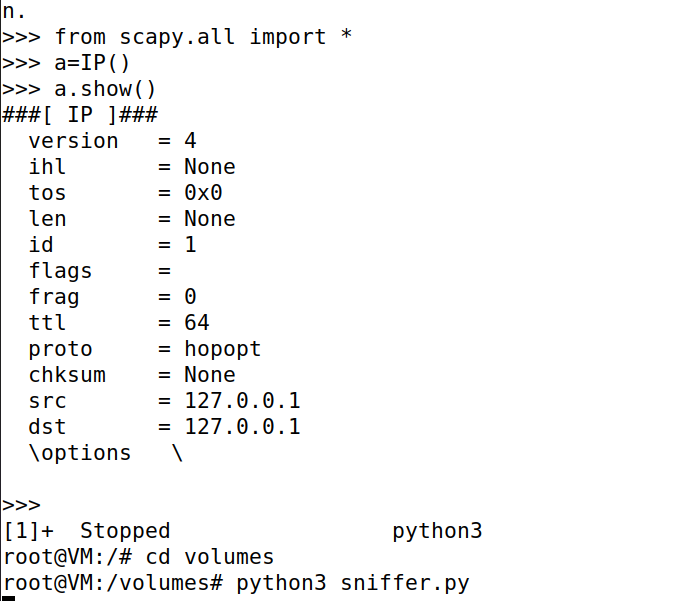 n.
>>> from scapy.all import *
>>> a=IP()
>>> a.show()
###[ IP ]###
  version   = 4
  ihl       = None
  tos       = 0x0
  len       = None
  id        = 1
  flags     =
  frag      = 0
  ttl       = 64
  proto     = hopopt
  chksum    = None
  src       = 127.0.0.1
  dst       = 127.0.0.1
  \options   \
>>>
[1]+  Stopped                 python3
root@VM:/# cd volumes
root@VM:/volumes# python3 sniffer.py